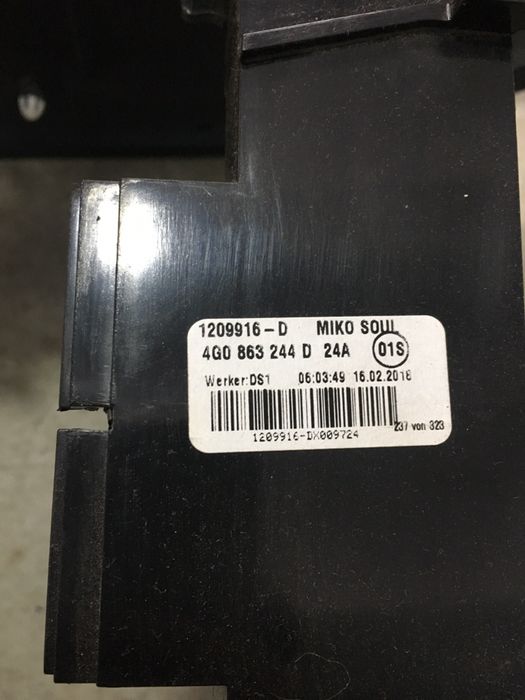 1209916-D MIKO SOUL
4G0 863 244 D 24A 01S
Werker:DS1 06:03:49 16.02.2018
237 von 323
1209916-DX009724